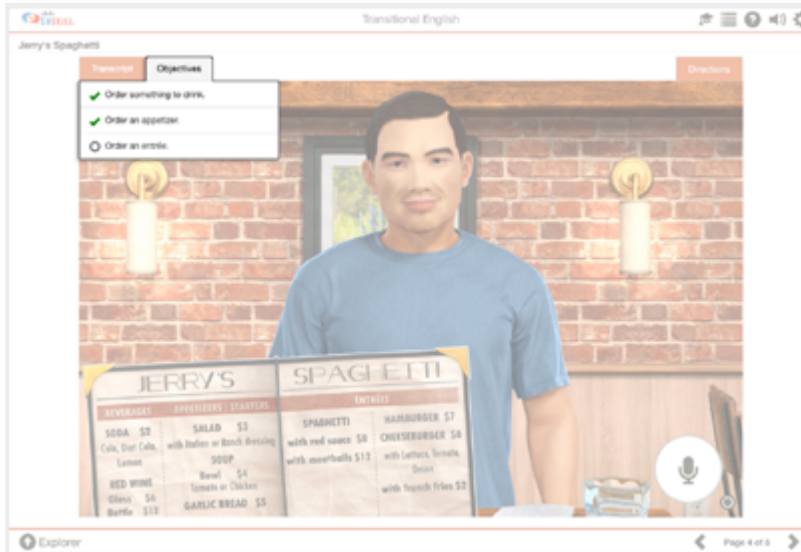 Transitional English
Jerry's Spaghetti
Transcript
Objectives
Directions
Order something to drink.
Order an appetizer.
Order an entrée.
JERRY'S SPAGHETTI
BEVERAGES
SODA $2
Cola, Diet Cola,
Lemon
RED WINE
Glass $6
Bottle $12
APPETIZERS STARTERS
SALAD $3
with Italian or Ranch dressing
SOUP
Bowl $4
Tomato or Chicken
GARLIC BREAD $5
ENTRÉES
SPAGHETTI
with red sauce $8
with meatballs $12
HAMBURGER $7
CHEESEBURGER $8
with Lettuce, Tomato,
Onion
with french fries $2
Explorer
Page 4 of 5